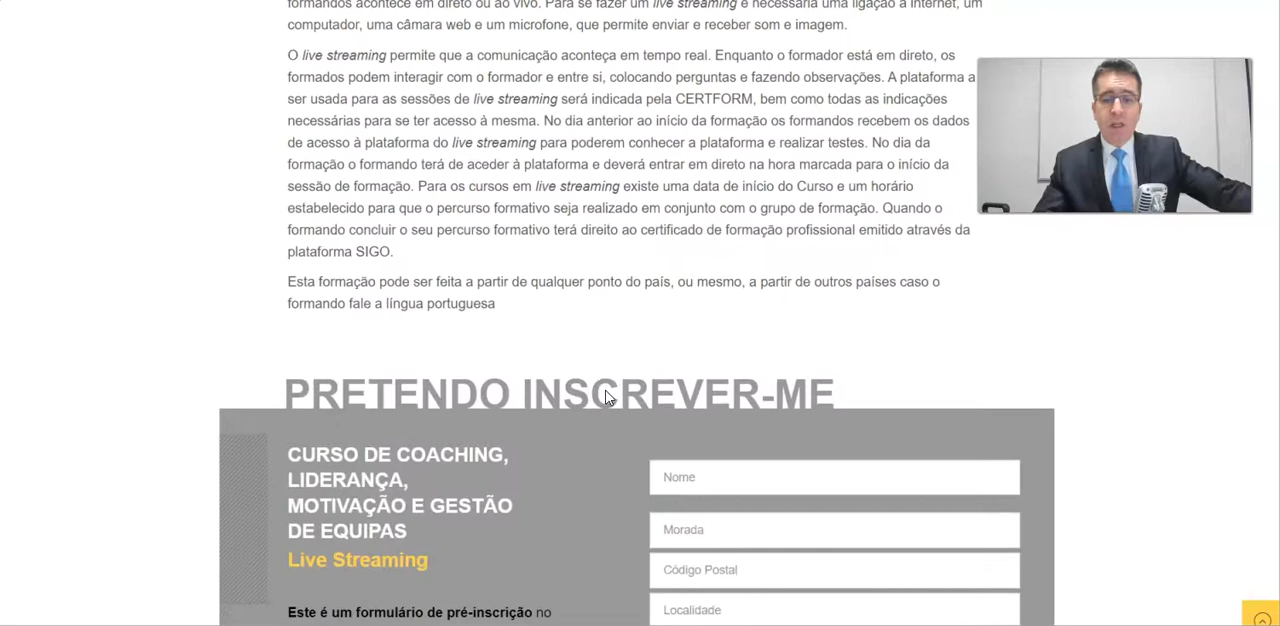 formandos acontece em direto ou ao vivo. Para se fazer um live streaming é necessária uma ligação à Internet, um
computador, uma câmara web e um microfone, que permite enviar e receber som e imagem.
O live streaming permite que a comunicação aconteça em tempo real. Enquanto o formador está em direto, os
formados podem interagir com o formador e entre si, colocando perguntas e fazendo observações. A plataforma a
ser usada para as sessões de live streaming será indicada pela CERTFORM, bem como todas as indicações
necessárias para se ter acesso à mesma. No dia anterior ao início da formação os formandos recebem os dados
de acesso à plataforma do live streaming para poderem conhecer a plataforma e realizar testes. No dia da
formação o formando terá de aceder à plataforma e deverá entrar em direto na hora marcada para o início da
sessão de formação. Para os cursos em live streaming existe uma data de início do Curso e um horário
estabelecido para que o percurso formativo seja realizado em conjunto com o grupo de formação. Quando o
formando concluir o seu percurso formativo terá direito ao certificado de formação profissional emitido através da
plataforma SIGO.
Esta formação pode ser feita a partir de qualquer ponto do país, ou mesmo, a partir de outros países caso o
formando fale a língua portuguesa
PRETENDO INSCREVER-ME
CURSO DE COACHING,
LIDERANÇA,
MOTIVAÇÃO E GESTÃO
DE EQUIPAS
Live Streaming
Este é um formulário de pré-inscrição no
Nome
Morada
Código Postal
Localidade